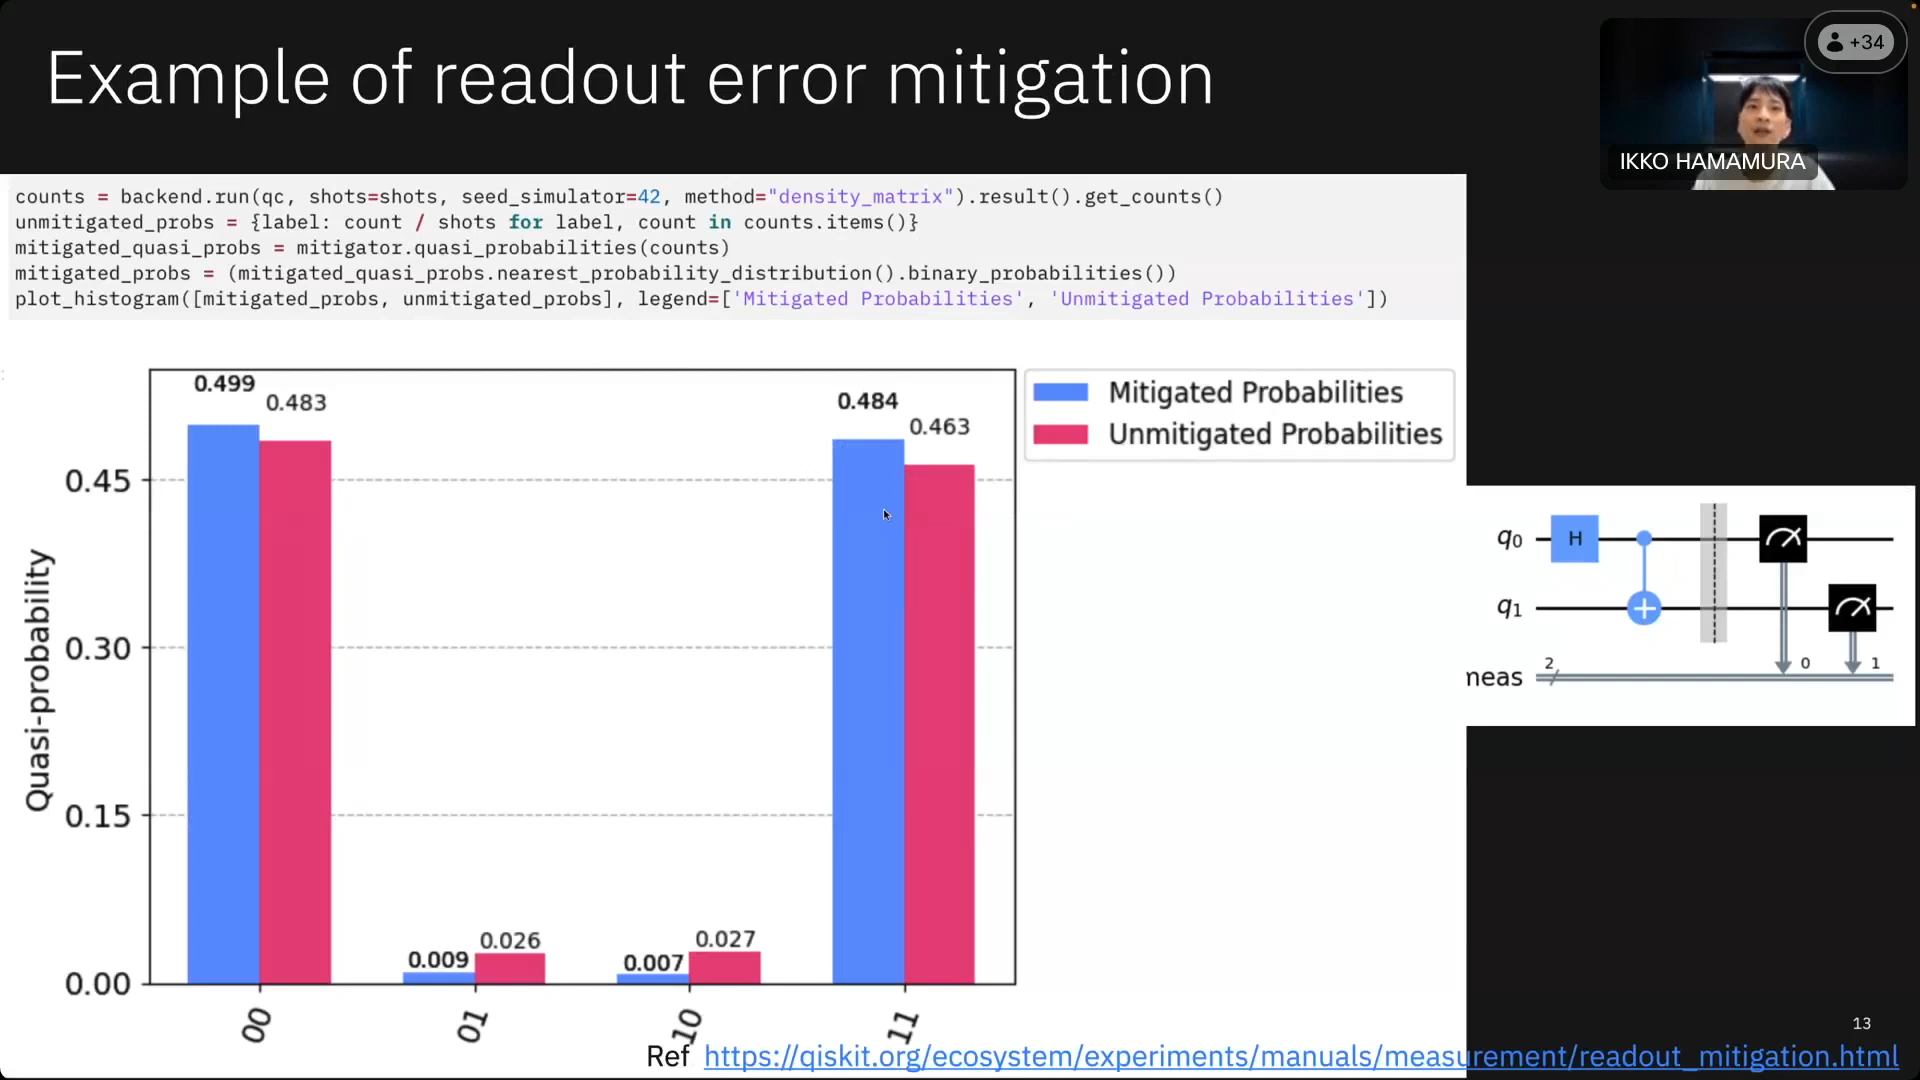 Example of readout error mitigation
+34
IKKO HAMAMURA
counts = backend.run(qc, shots=shots, seed_simulator=42, method="density_matrix").result().get_counts()
unmitigated_probs = {label: count / shots for label, count in counts.items()}
mitigated_quasi_probs = mitigator.quasi_probabilities(counts)
mitigated_probs = (mitigated_quasi_probs.nearest_probability_distribution().binary_probabilities())
plot_histogram([mitigated_probs, unmitigated_probs], legend=['Mitigated Probabilities', 'Unmitigated Probabilities'])
0.499
0.483
0.484
0.463
Mitigated Probabilities
Unmitigated Probabilities
0.45
0.30
0.15
0.00
Quasi-probability
0.009
0.026
0.007
0.027
00
01
10
11
q0
H
q1
2
0
1
meas
13
Ref https://qiskit.org/ecosystem/experiments/manuals/measurement/readout_mitigation.html